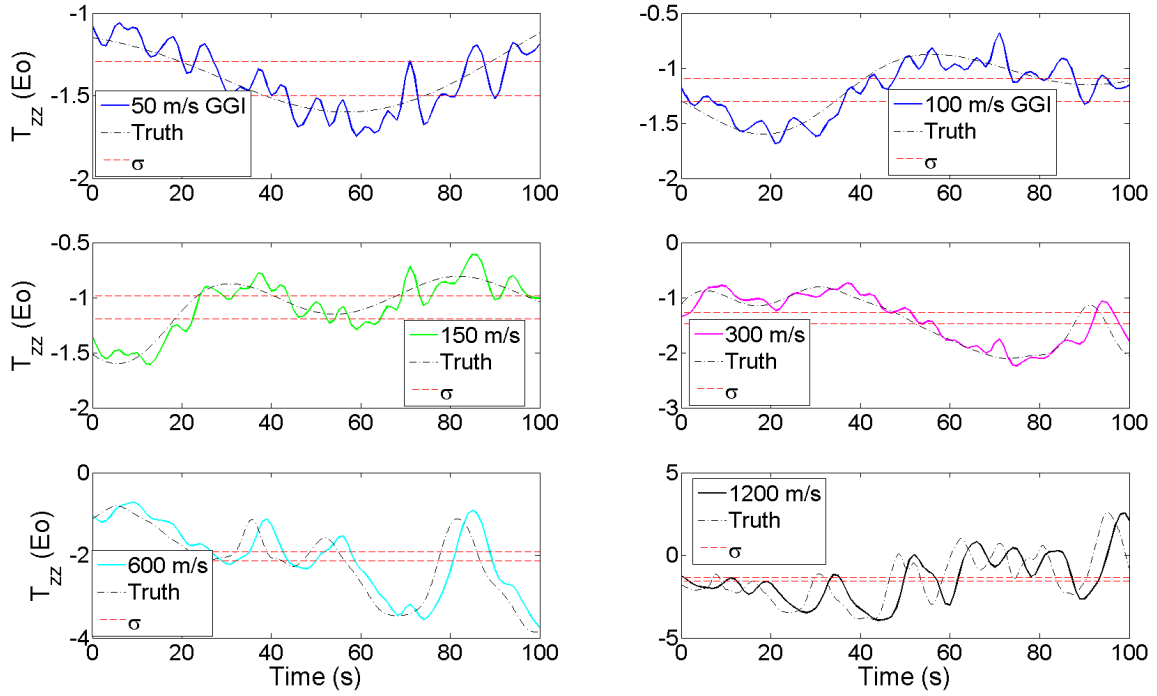 -1
-1.5
-2
T_zz (Eo)
50 m/s GGI
Truth
σ
0 20 40 60 80 100
-0.5
-1
-1.5
-2
100 m/s GGI
Truth
σ
0 20 40 60 80 100
-0.5
-1
-1.5
-2
T_zz (Eo)
150 m/s
Truth
σ
0 20 40 60 80 100
0
-1
-2
-3
300 m/s
Truth
σ
0 20 40 60 80 100
0
-2
-4
T_zz (Eo)
600 m/s
Truth
σ
0 20 40 60 80 100
Time (s)
5
0
-5
1200 m/s
Truth
σ
0 20 40 60 80 100
Time (s)